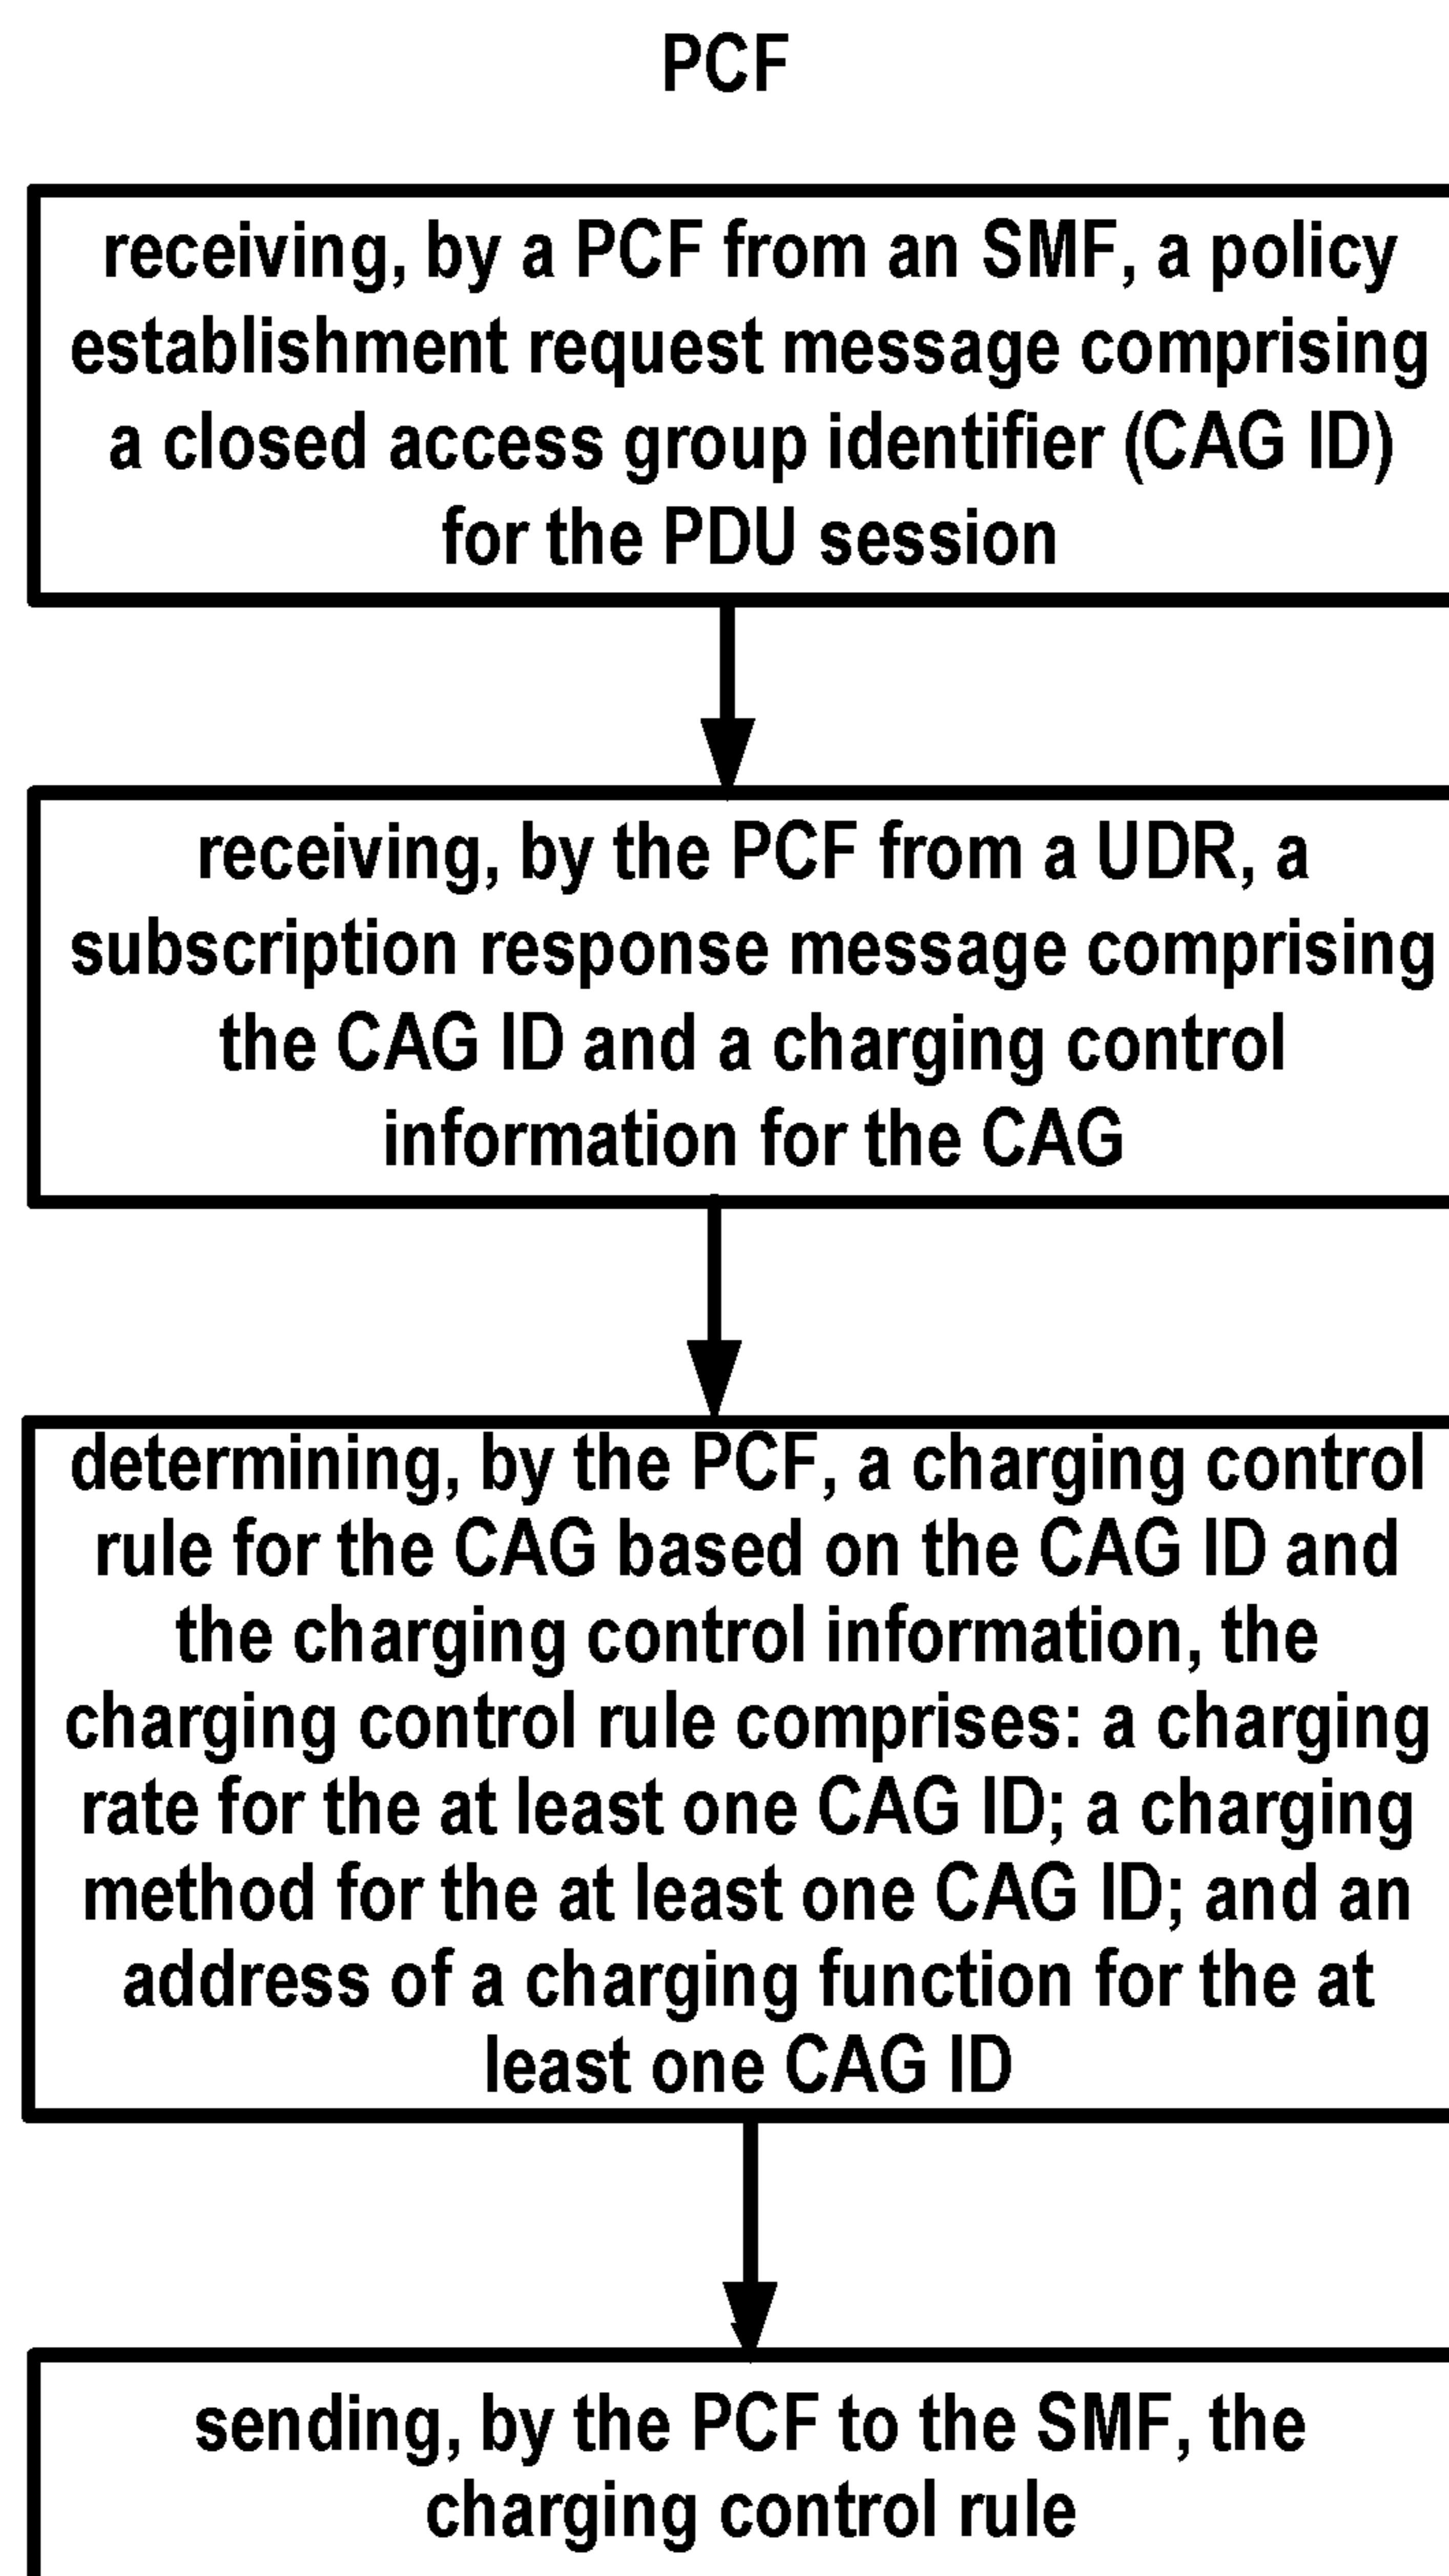 PCF
receiving, by a PCF from an SMF, a policy
establishment request message comprising
a closed access group identifier (CAG ID)
for the PDU session
receiving, by the PCF from a UDR, a
subscription response message comprising
the CAG ID and a charging control
information for the CAG
determining, by the PCF, a charging control
rule for the CAG based on the CAG ID and
the charging control information, the
charging control rule comprises: a charging
rate for the at least one CAG ID; a charging
method for the at least one CAG ID; and an
address of a charging function for the at
least one CAG ID
sending, by the PCF to the SMF, the
charging control rule